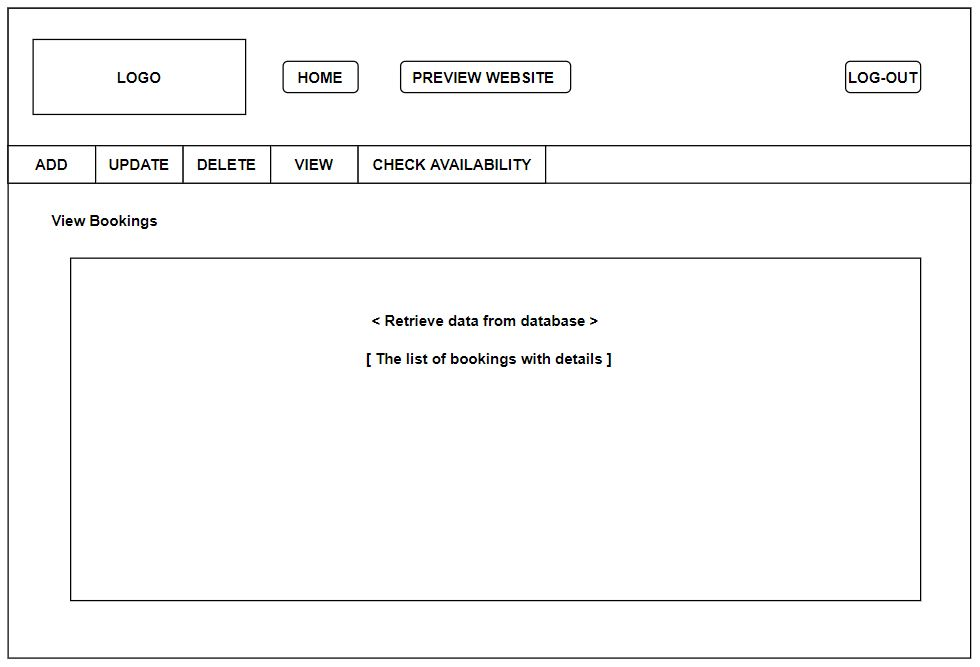 LOGO HOME PREVIEW WEBSITE LOG-OUT
ADD UPDATE DELETE VIEW CHECK AVAILABILITY
View Bookings
< Retrieve data from database >
[ The list of bookings with details ]